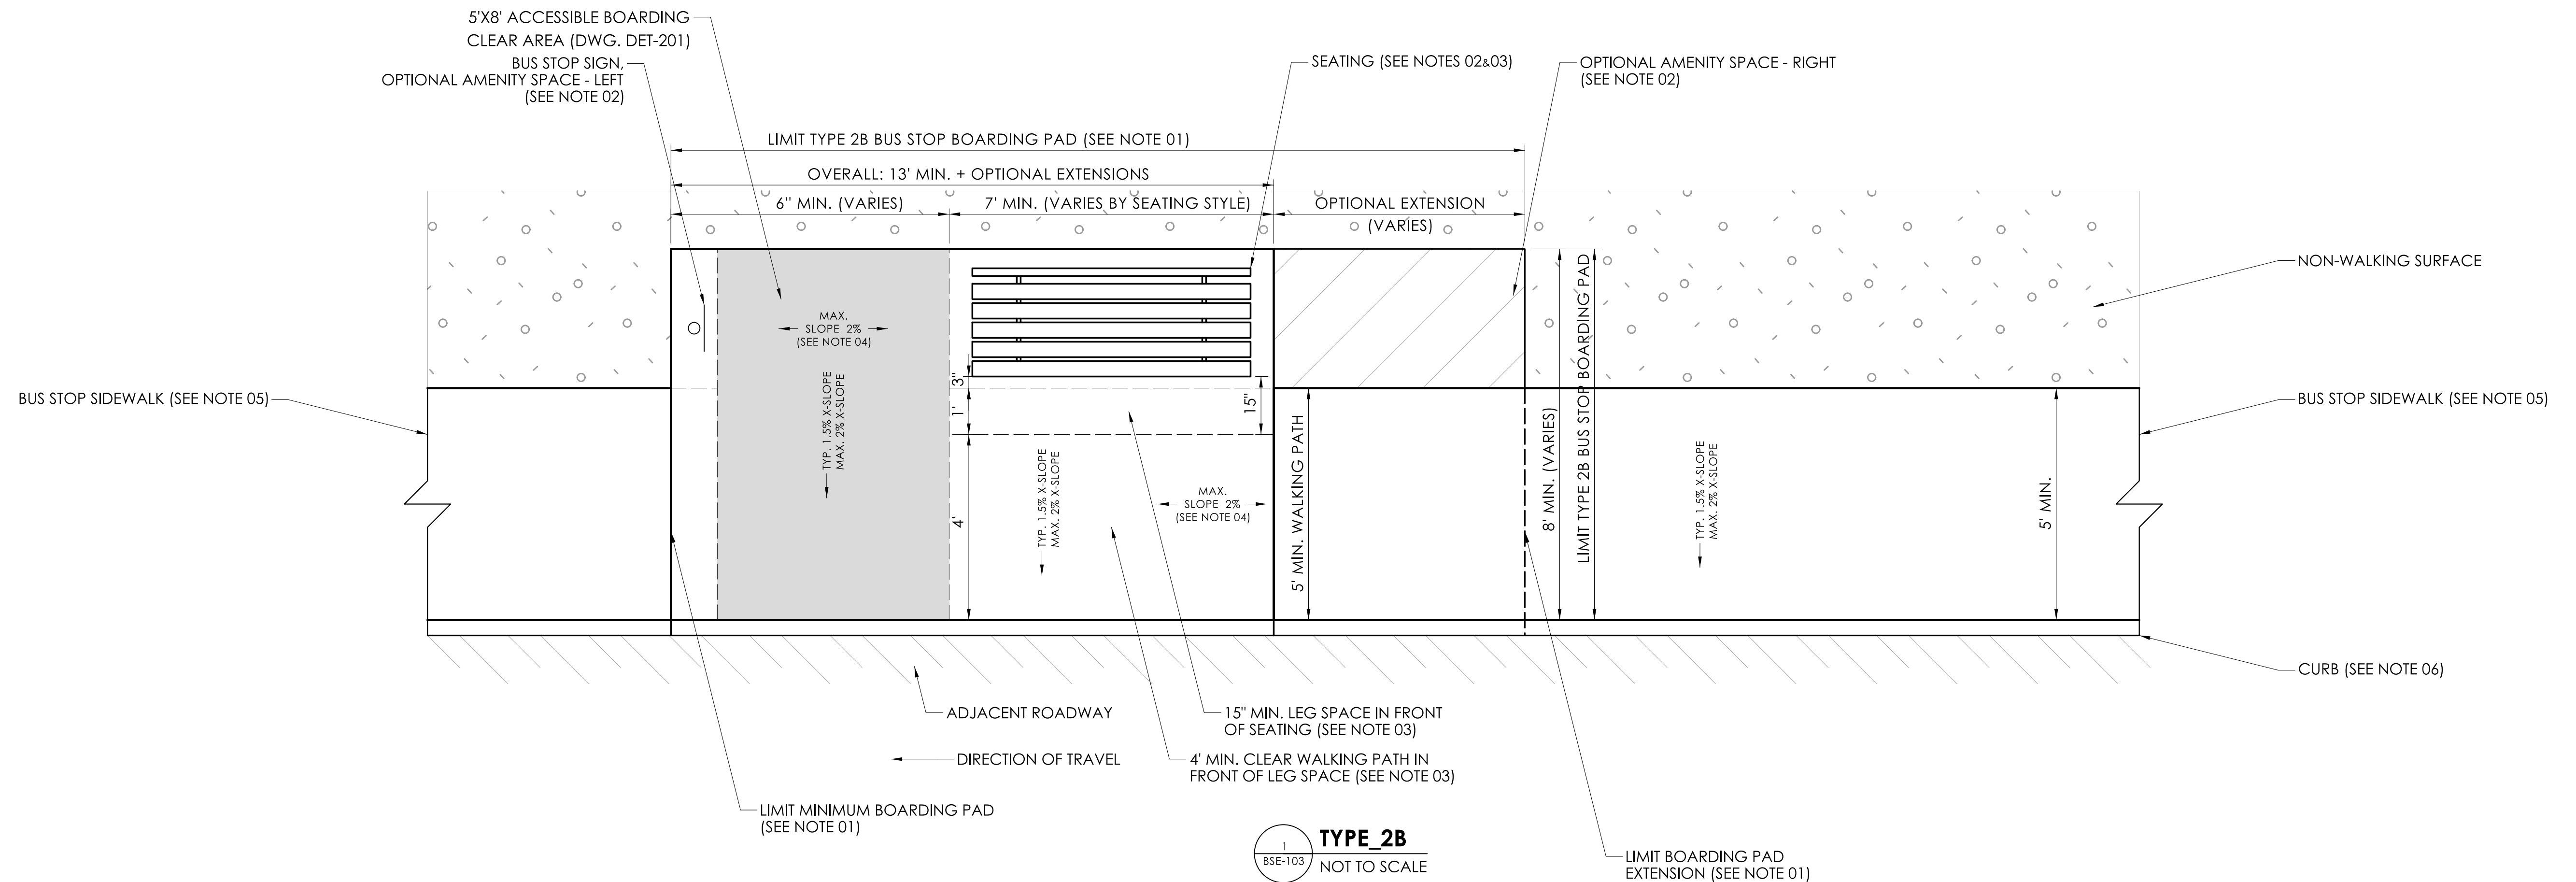 5'X8' ACCESSIBLE BOARDING
CLEAR AREA (DWG. DET-201)
BUS STOP SIGN,
OPTIONAL AMENITY SPACE - LEFT
(SEE NOTE 02)
SEATING (SEE NOTES 02&03)
OPTIONAL AMENITY SPACE - RIGHT
(SEE NOTE 02)
LIMIT TYPE 2B BUS STOP BOARDING PAD (SEE NOTE 01)
OVERALL: 13' MIN. + OPTIONAL EXTENSIONS
6" MIN. (VARIES)
7' MIN. (VARIES BY SEATING STYLE)
OPTIONAL EXTENSION
(VARIES)
NON-WALKING SURFACE
MAX.
SLOPE 2%
(SEE NOTE 04)
TYP. 1.5% X-SLOPE
MAX. 2% X-SLOPE
3"
1'
4'
15"
BUS STOP SIDEWALK (SEE NOTE 05)
TYP. 1.5% X-SLOPE
MAX. 2% X-SLOPE
MAX.
SLOPE 2%
(SEE NOTE 04)
5' MIN. WALKING PATH
8' MIN. (VARIES)
LIMIT TYPE 2B BUS STOP BOARDING PAD
TYP. 1.5% X-SLOPE
MAX. 2% X-SLOPE
5' MIN.
BUS STOP SIDEWALK (SEE NOTE 05)
CURB (SEE NOTE 06)
ADJACENT ROADWAY
DIRECTION OF TRAVEL
15" MIN. LEG SPACE IN FRONT
OF SEATING (SEE NOTE 03)
4' MIN. CLEAR WALKING PATH IN
FRONT OF LEG SPACE (SEE NOTE 03)
LIMIT MINIMUM BOARDING PAD
(SEE NOTE 01)
LIMIT BOARDING PAD
EXTENSION (SEE NOTE 01)
1
BSE-103
TYPE_2B
NOT TO SCALE